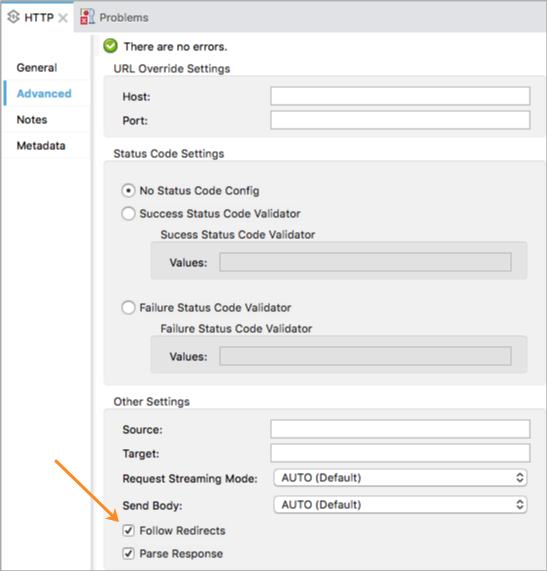 HTTP
Problems
There are no errors.
General
Advanced
Notes
Metadata
URL Override Settings
Host:
Port:
Status Code Settings
No Status Code Config
Success Status Code Validator
Sucess Status Code Validator
Values:
Failure Status Code Validator
Failure Status Code Validator
Values:
Other Settings
Source:
Target:
Request Streaming Mode: AUTO (Default)
Send Body: AUTO (Default)
Follow Redirects
Parse Response